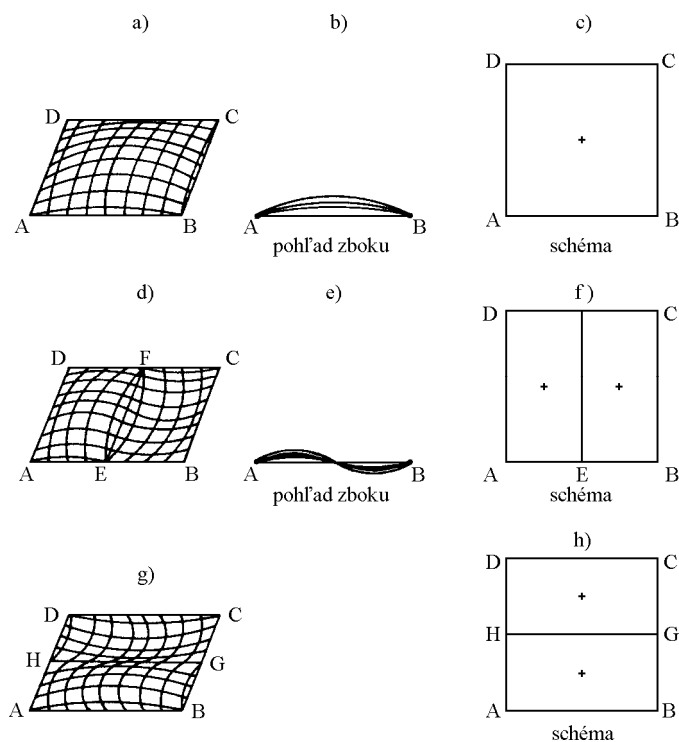 a) b) c)
D C D C
A B A B A B
pohľad zboku schéma
d) e) f)
D F C D C
A E B A B A E B
pohľad zboku schéma
g) h)
D C D C
H G H G
A B A B
schéma